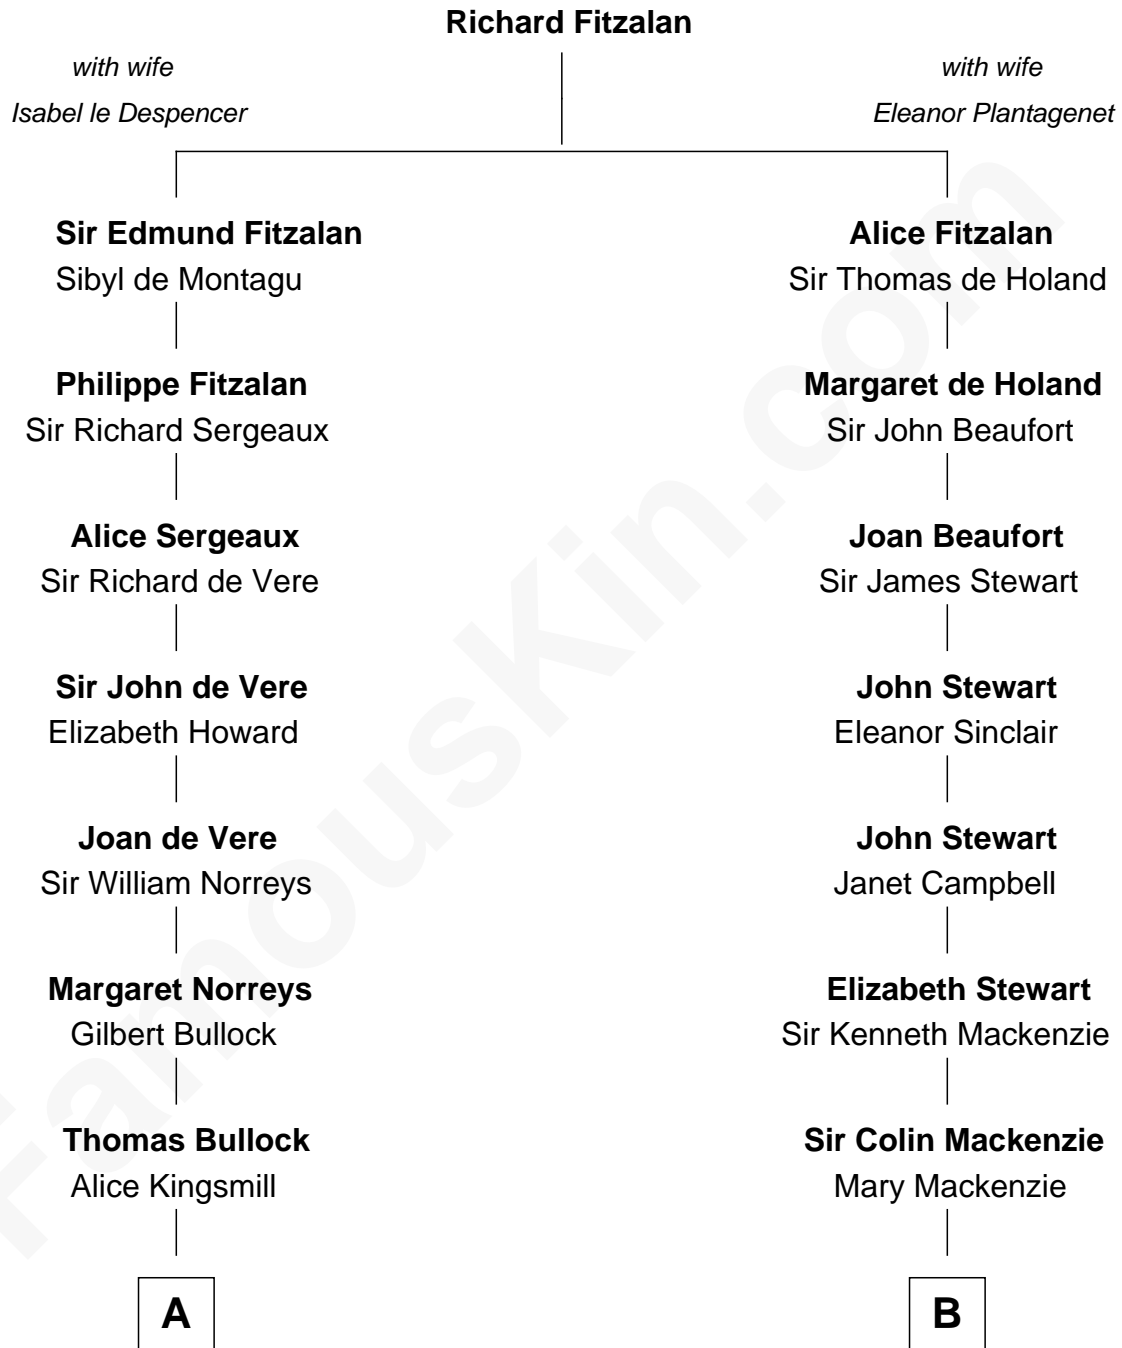 Richard Fitzalan
with wife
Isabel le Despencer
with wife
Eleanor Plantagenet
Sir Edmund Fitzalan
Sibyl de Montagu
Alice Fitzalan
Sir Thomas de Holand
Philippe Fitzalan
Sir Richard Sergeaux
Margaret de Holand
Sir John Beaufort
Alice Sergeaux
Sir Richard de Vere
Joan Beaufort
Sir James Stewart
Sir John de Vere
Elizabeth Howard
John Stewart
Eleanor Sinclair
Joan de Vere
Sir William Norreys
John Stewart
Janet Campbell
Margaret Norreys
Gilbert Bullock
Elizabeth Stewart
Sir Kenneth Mackenzie
Thomas Bullock
Alice Kingsmill
Sir Colin Mackenzie
Mary Mackenzie
A
B
FamousKin.com